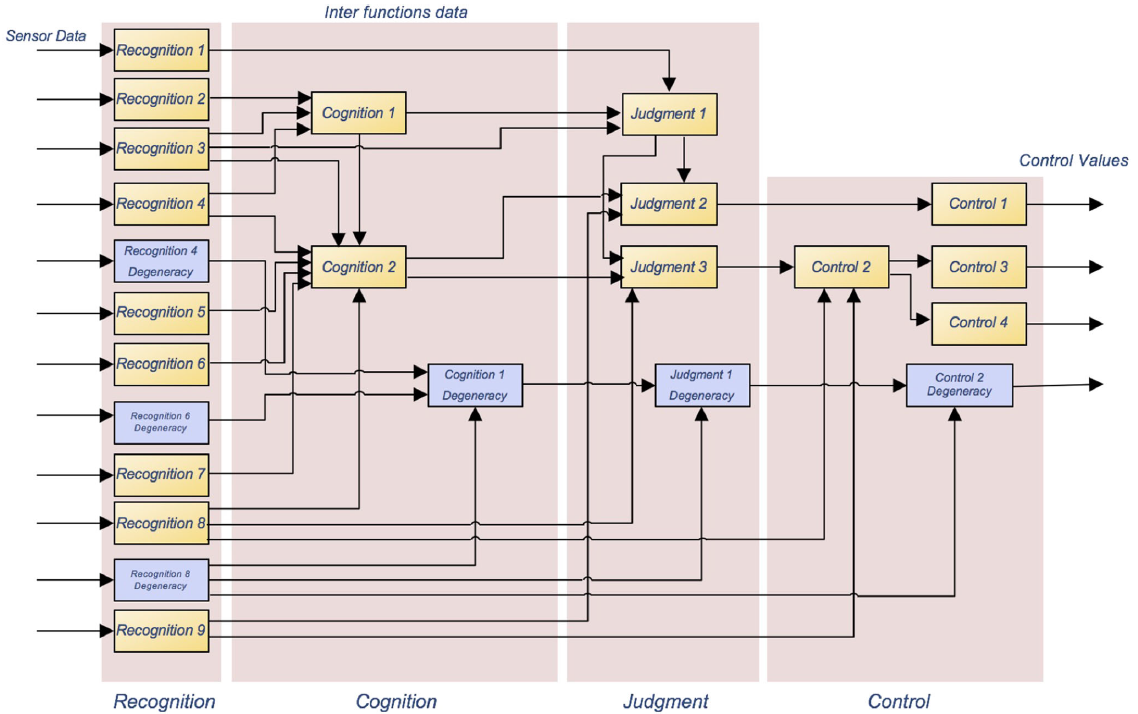 Inter functions data
Sensor Data
Recognition 1
Recognition 2
Recognition 3
Recognition 4
Recognition 4
Degeneracy
Recognition 5
Recognition 6
Recognition 6
Degeneracy
Recognition 7
Recognition 8
Recognition 8
Degeneracy
Recognition 9
Cognition 1
Cognition 2
Cognition 1
Degeneracy
Judgment 1
Judgment 2
Judgment 3
Judgment 1
Degeneracy
Control Values
Control 1
Control 2
Control 3
Control 4
Control 2
Degeneracy
Recognition
Cognition
Judgment
Control